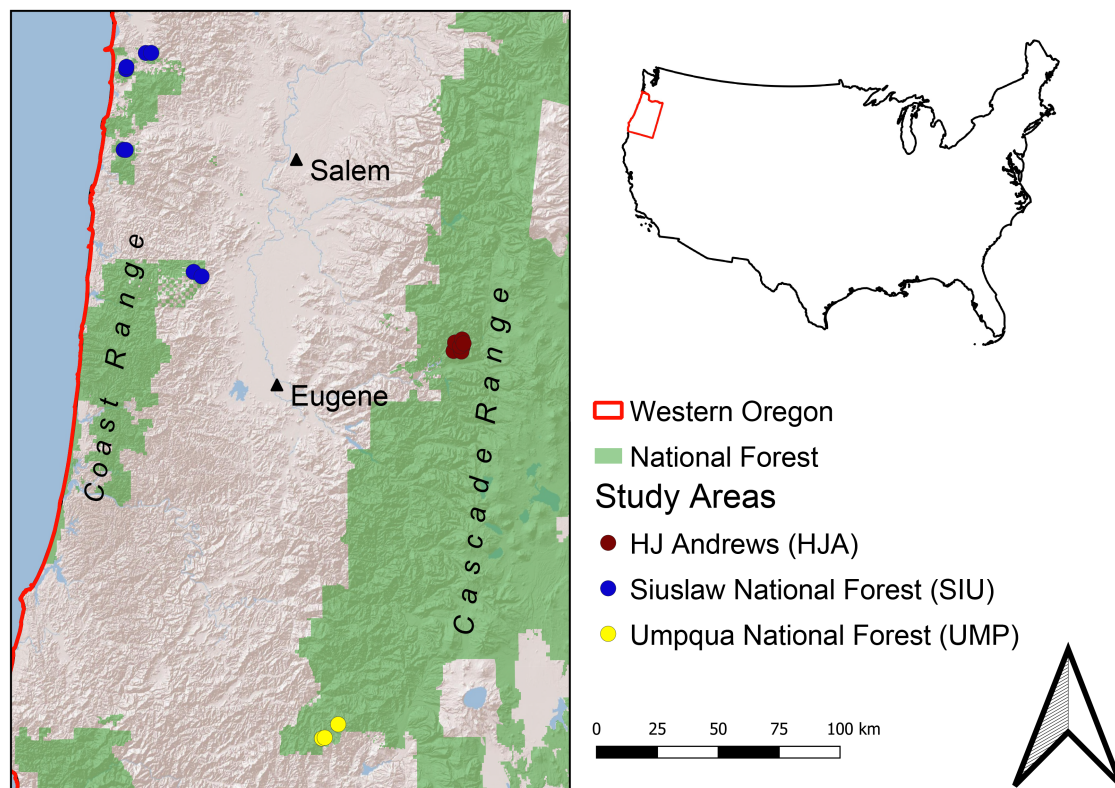 Salem
Coast Range
Eugene
Cascade Range
Western Oregon
National Forest
Study Areas
HJ Andrews (HJA)
Siuslaw National Forest (SIU)
Umpqua National Forest (UMP)
0 25 50 75 100 km